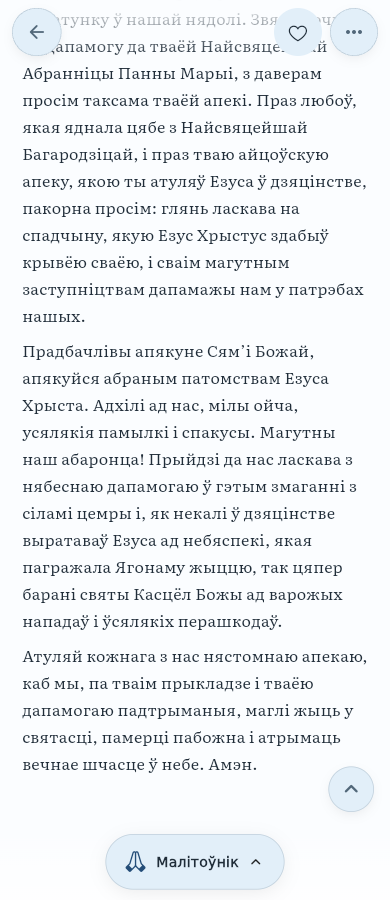 нашай нядолі.
дапамогу да тваёй
Абранніцы Панны Марыі, з даверам
просім таксама тваёй апекі. Праз любоў,
якая яднала цябе з Найсвяцейшай
Багародзіцай, і праз тваю айцоўскую
апеку, якою ты атуляў Езуса ў дзяцінстве,
пакорна просім: глянь ласкава на
спадчыну, якую Езус Хрыстус здабыў
крывёю сваёю, і сваім магутным
заступніцтвам дапамажы нам у патрэбах
нашых.
Прадбачлівы апякуне Сям’і Божай,
апякуйся абраным патомствам Езуса
Хрыста. Адхілі ад нас, мілы ойча,
усялякія памылкі і спакусы. Магутны
наш абаронца! Прыйдзі да нас ласкава з
нябеснаю дапамогаю ў гэтым змаганні з
сіламі цемры і, як некалі ў дзяцінстве
выратаваў Езуса ад небяспекі, якая
пагражала Ягонаму жыццю, так цяпер
барані святы Касцёл Божы ад варожых
нападаў і ўсялякіх перашкодаў.
Атуляй кожнага з нас нястомнаю апекаю,
каб мы, па тваім прыкладзе і тваёю
дапамогаю падтрыманыя, маглі жыць у
святасці, памерці пабожна і атрымаць
вечнае шчасце ў небе. Амэн.
Малітоўнік